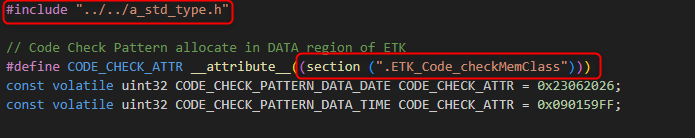 #include "../../a_std_type.h"
// Code Check Pattern allocate in DATA region of ETK
#define CODE_CHECK_ATTR __attribute__((section (".ETK_Code_checkMemClass")))
const volatile uint32 CODE_CHECK_PATTERN_DATA_DATE CODE_CHECK_ATTR = 0x23062026;
const volatile uint32 CODE_CHECK_PATTERN_DATA_TIME CODE_CHECK_ATTR = 0x090159FF;